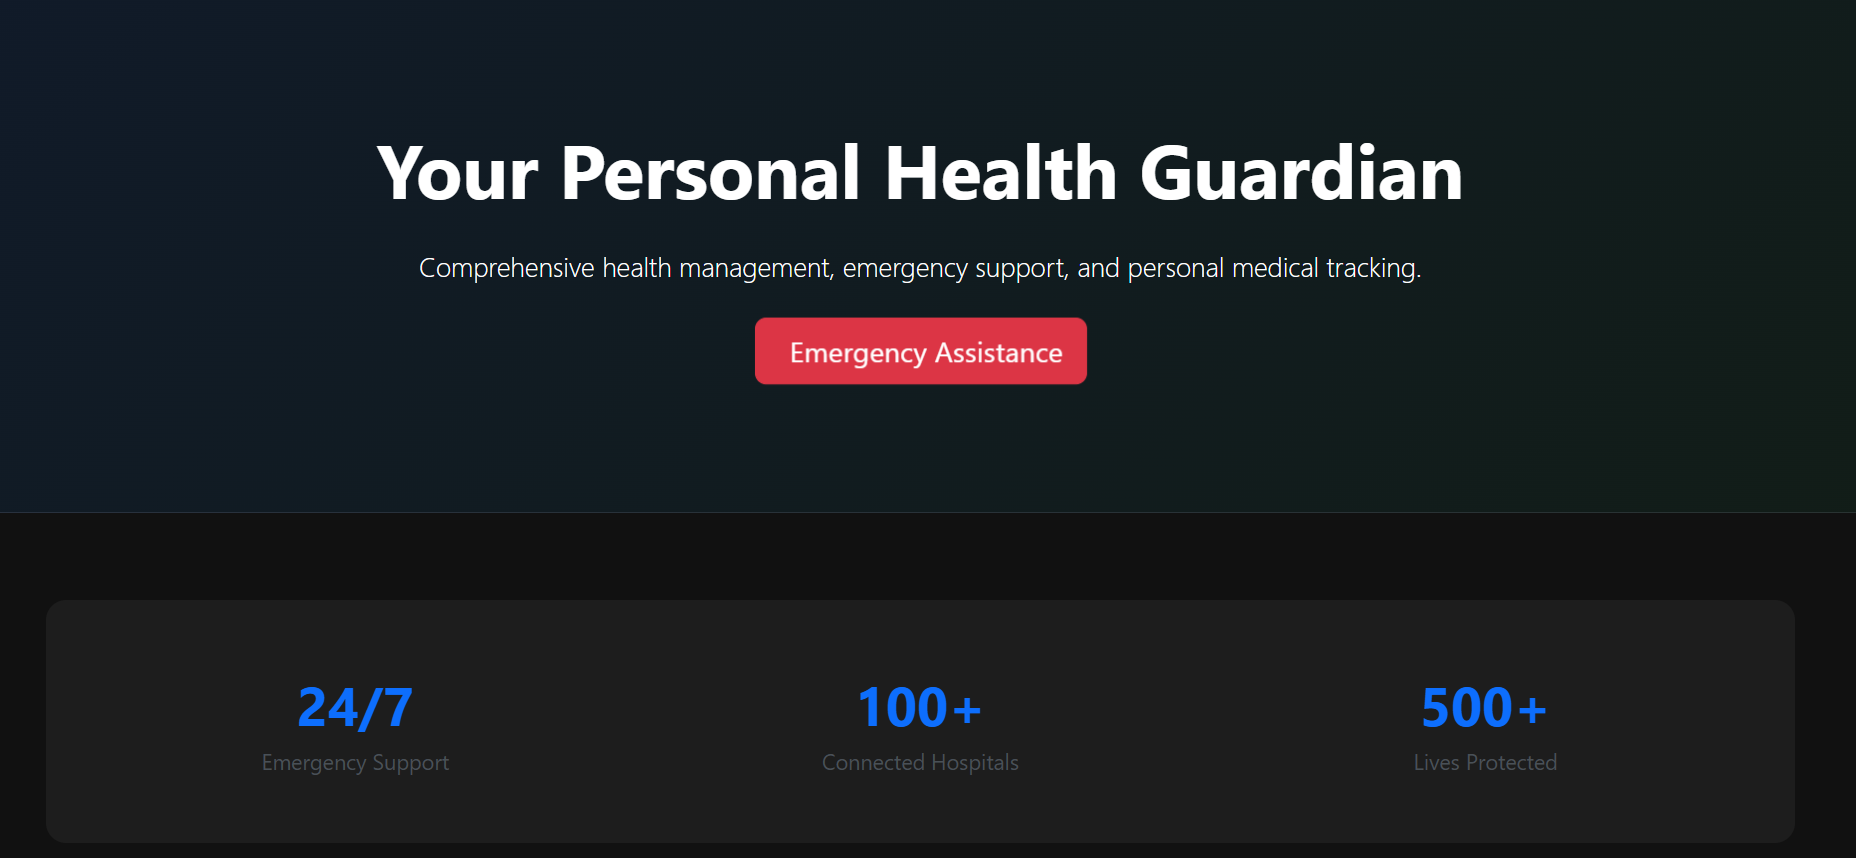 Your Personal Health Guardian
Comprehensive health management, emergency support, and personal medical tracking.
Emergency Assistance
24/7
Emergency Support
100+
Connected Hospitals
500+
Lives Protected